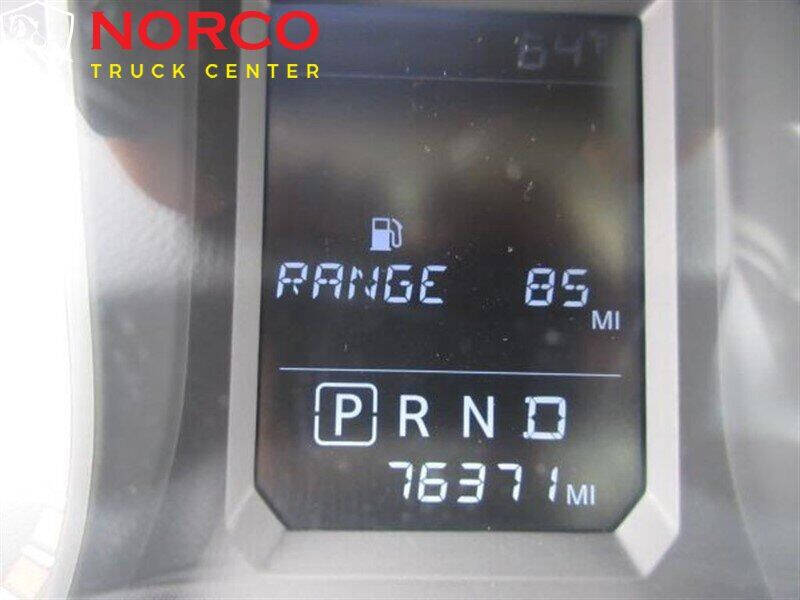 NORCO
TRUCK CENTER
64°F
RANGE 85
MI
P R N D
76371 MI